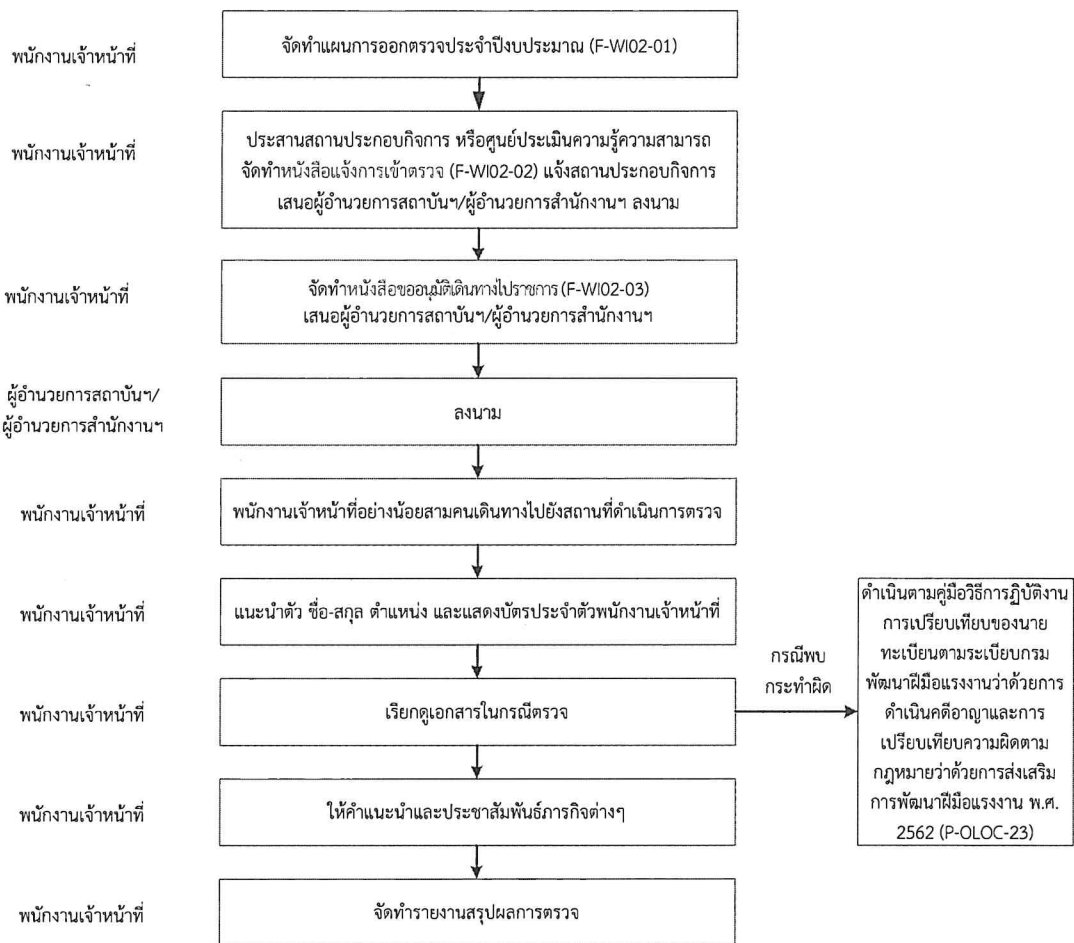 พนักงานเจ้าหน้าที่
จัดทำแผนการออกตรวจประจำปีงบประมาณ (F-WI02-01)
พนักงานเจ้าหน้าที่
ประสานสถานประกอบกิจการ หรือศูนย์ประเมินความรู้ความสามารถ
จัดทำหนังสือแจ้งการเข้าตรวจ (F-WI02-02) แจ้งสถานประกอบกิจการ
เสนอผู้อำนวยการสถาบันฯ/ผู้อำนวยการสำนักงานฯ ลงนาม
พนักงานเจ้าหน้าที่
จัดทำหนังสือขออนุมัติเดินทางไปราชการ (F-WI02-03)
เสนอผู้อำนวยการสถาบันฯ/ผู้อำนวยการสำนักงานฯ
ผู้อำนวยการสถาบันฯ/
ผู้อำนวยการสำนักงานฯ
ลงนาม
พนักงานเจ้าหน้าที่
พนักงานเจ้าหน้าที่อย่างน้อยสามคนเดินทางไปยังสถานที่ดำเนินการตรวจ
พนักงานเจ้าหน้าที่
แนะนำตัว ชื่อ-สกุล ตำแหน่ง และแสดงบัตรประจำตัวพนักงานเจ้าหน้าที่
พนักงานเจ้าหน้าที่
เรียกดูเอกสารในกรณีตรวจ
กรณีพบ
กระทำผิด
ดำเนินตามคู่มือวิธีการฏิบัติงาน
การเปรียบเทียบของนาย
ทะเบียนตามระเบียบกรม
พัฒนาฝีมือแรงงานว่าด้วยการ
ดำเนินคดีอาญาและการ
เปรียบเทียบความผิดตาม
กฎหมายว่าด้วยการส่งเสริม
การพัฒนาฝีมือแรงงาน พ.ศ.
2562 (P-OLOC-23)
พนักงานเจ้าหน้าที่
ให้คำแนะนำและประชาสัมพันธ์ภารกิจต่างๆ
พนักงานเจ้าหน้าที่
จัดทำรายงานสรุปผลการตรวจ